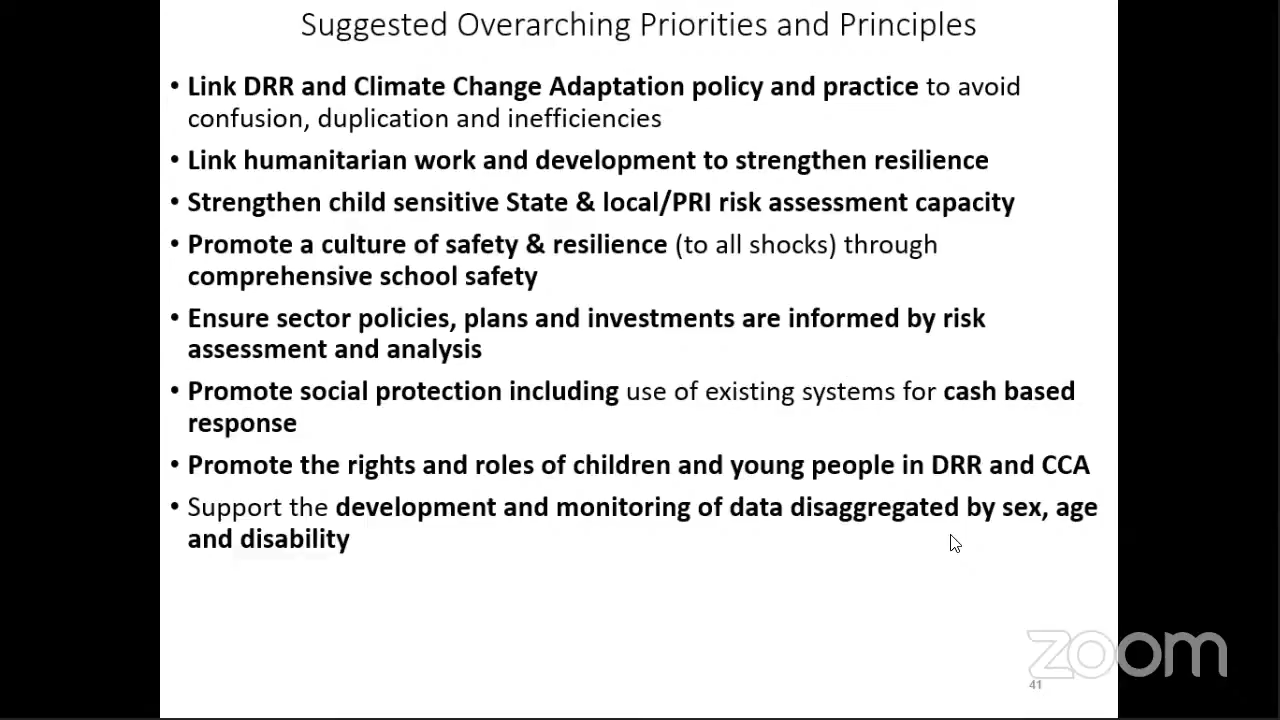 Suggested Overarching Priorities and Principles
• Link DRR and Climate Change Adaptation policy and practice to avoid
confusion, duplication and inefficiencies
• Link humanitarian work and development to strengthen resilience
• Strengthen child sensitive State & local/PRI risk assessment capacity
• Promote a culture of safety & resilience (to all shocks) through
comprehensive school safety
• Ensure sector policies, plans and investments are informed by risk
assessment and analysis
• Promote social protection including use of existing systems for cash based
response
• Promote the rights and roles of children and young people in DRR and CCA
• Support the development and monitoring of data disaggregated by sex, age
and disability
zoom
41